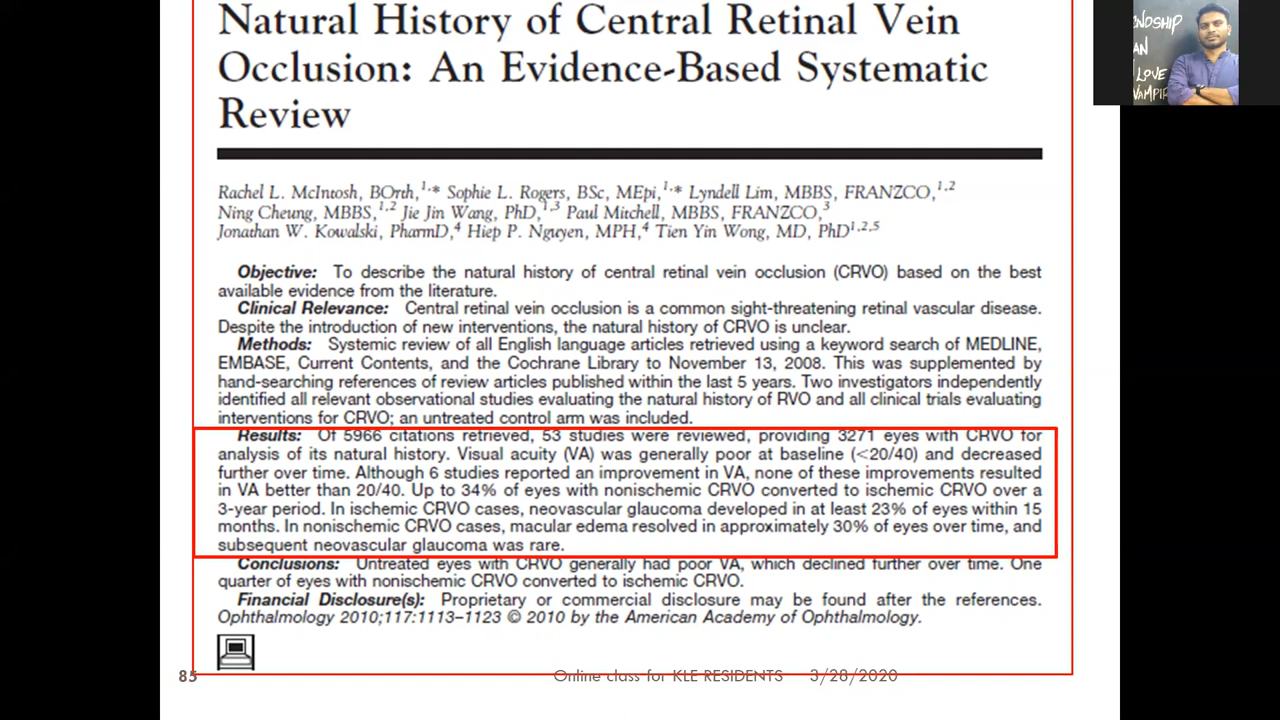 Natural History of Central Retinal Vein
Occlusion: An Evidence-Based Systematic
Review
Rachel L. McIntosh, BOrth,1,* Sophie L. Rogers, BSc, MEpi,1,* Lyndell Lim, MBBS, FRANZCO,1,2
Ning Cheung, MBBS,1,2 Jie Jin Wang, PhD,1,3 Paul Mitchell, MBBS, FRANZCO,3
Jonathan W. Kowalski, PharmD,4 Hiep P. Nguyen, MPH,4 Tien Yin Wong, MD, PhD1,2,5
Objective: To describe the natural history of central retinal vein occlusion (CRVO) based on the best
available evidence from the literature.
Clinical Relevance: Central retinal vein occlusion is a common sight-threatening retinal vascular disease.
Despite the introduction of new interventions, the natural history of CRVO is unclear.
Methods: Systemic review of all English language articles retrieved using a keyword search of MEDLINE,
EMBASE, Current Contents, and the Cochrane Library to November 13, 2008. This was supplemented by
hand-searching references of review articles published within the last 5 years. Two investigators independently
identified all relevant observational studies evaluating the natural history of RVO and all clinical trials evaluating
interventions for CRVO; an untreated control arm was included.
Results: Of 5966 citations retrieved, 53 studies were reviewed, providing 3271 eyes with CRVO for
analysis of its natural history. Visual acuity (VA) was generally poor at baseline (<20/40) and decreased
further over time. Although 6 studies reported an improvement in VA, none of these improvements resulted
in VA better than 20/40. Up to 34% of eyes with nonischemic CRVO converted to ischemic CRVO over a
3-year period. In ischemic CRVO cases, neovascular glaucoma developed in at least 23% of eyes within 15
months. In nonischemic CRVO cases, macular edema resolved in approximately 30% of eyes over time, and
subsequent neovascular glaucoma was rare.
Conclusions: Untreated eyes with CRVO generally had poor VA, which declined further over time. One
quarter of eyes with nonischemic CRVO converted to ischemic CRVO.
Financial Disclosure(s): Proprietary or commercial disclosure may be found after the references.
Ophthalmology 2010;117:1113–1123 © 2010 by the American Academy of Ophthalmology.
85 Online class for KLE RESIDENTS 3/28/2020
NDSHIP
AN
LOVE
VAMPIR